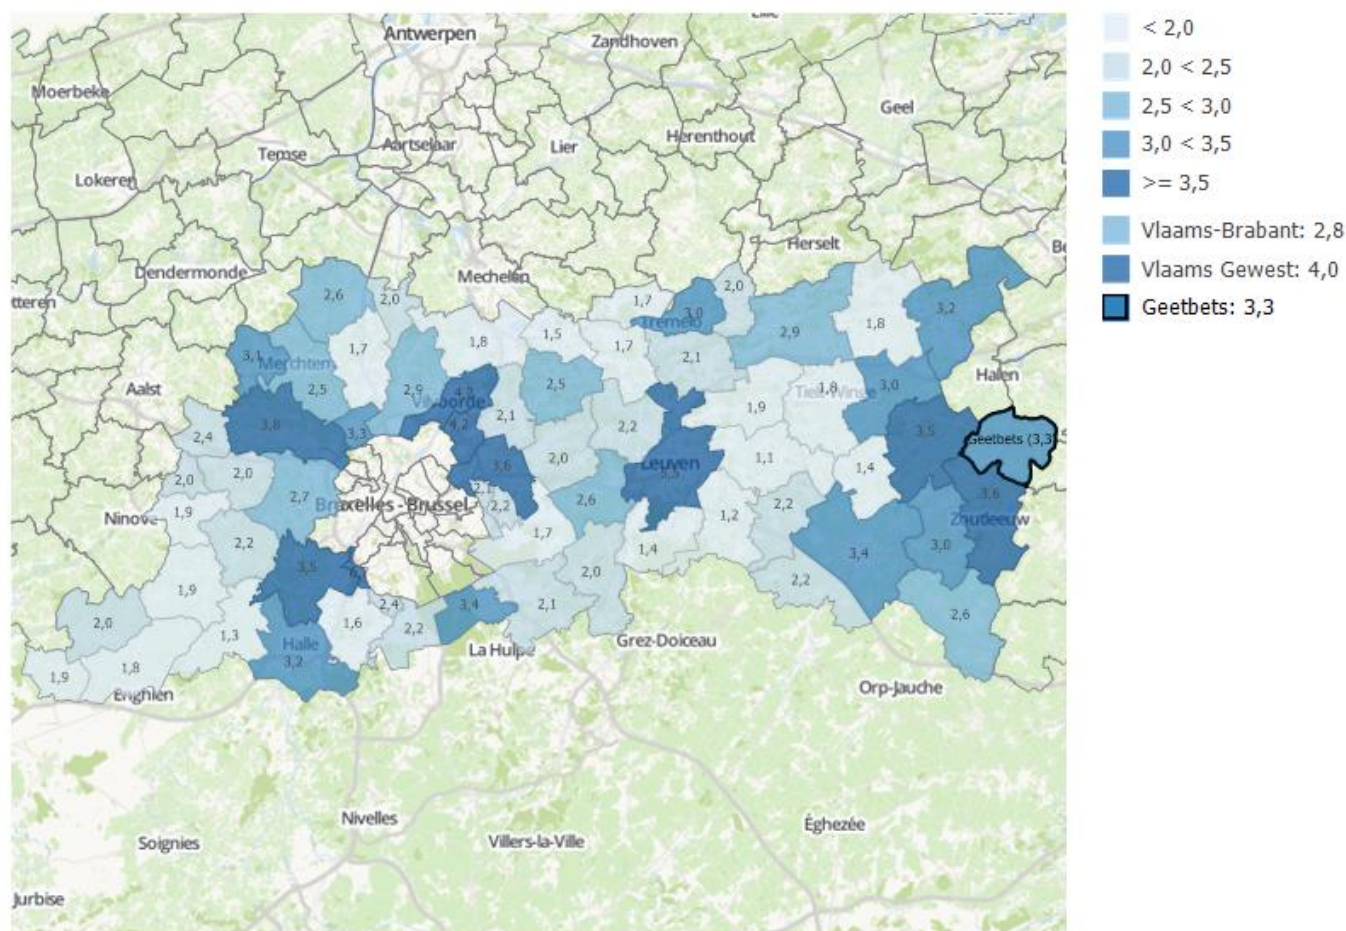 Antwerpen
Zandhoven
Moerbeke
Geel
Herenthout
Aartselaar
Lier
Temse
Lokeren
Herselt
Dendermonde
Mechelen
tteren
2,6
2,0
1,7
3,0
2,0
3,2
Tremelo
2,9
1,8
1,7
1,8
1,5
1,7
2,1
3,1
Merchtem
Aalst
2,5
2,9
2,5
Halen
3,0
1,8
Tielt-Winge
Vilvoorde
4,2
2,1
1,9
3,8
3,3
2,2
3,5
2,4
Geetbets (3,3
2,0
2,0
3,6
2,0
1,1
1,4
Leuven
2,7
2,1
2,6
3,6
1,9
Bruxelles - Brussel
2,2
2,2
Ninove
1,2
Zoutleeuw
2,2
1,7
1,4
3,4
3,0
3,5
2,0
2,2
1,9
2,4
3,4
2,1
2,6
2,0
1,3
1,6
2,2
Halle
La Hulpe
Grez-Doiceau
3,2
1,9
1,8
Enghien
Orp-Jauche
Nivelles
Éghezée
Soignies
Villers-la-Ville
Jurbise
< 2,0
2,0 < 2,5
2,5 < 3,0
3,0 < 3,5
>= 3,5
Vlaams-Brabant: 2,8
Vlaams Gewest: 4,0
Geetbets: 3,3